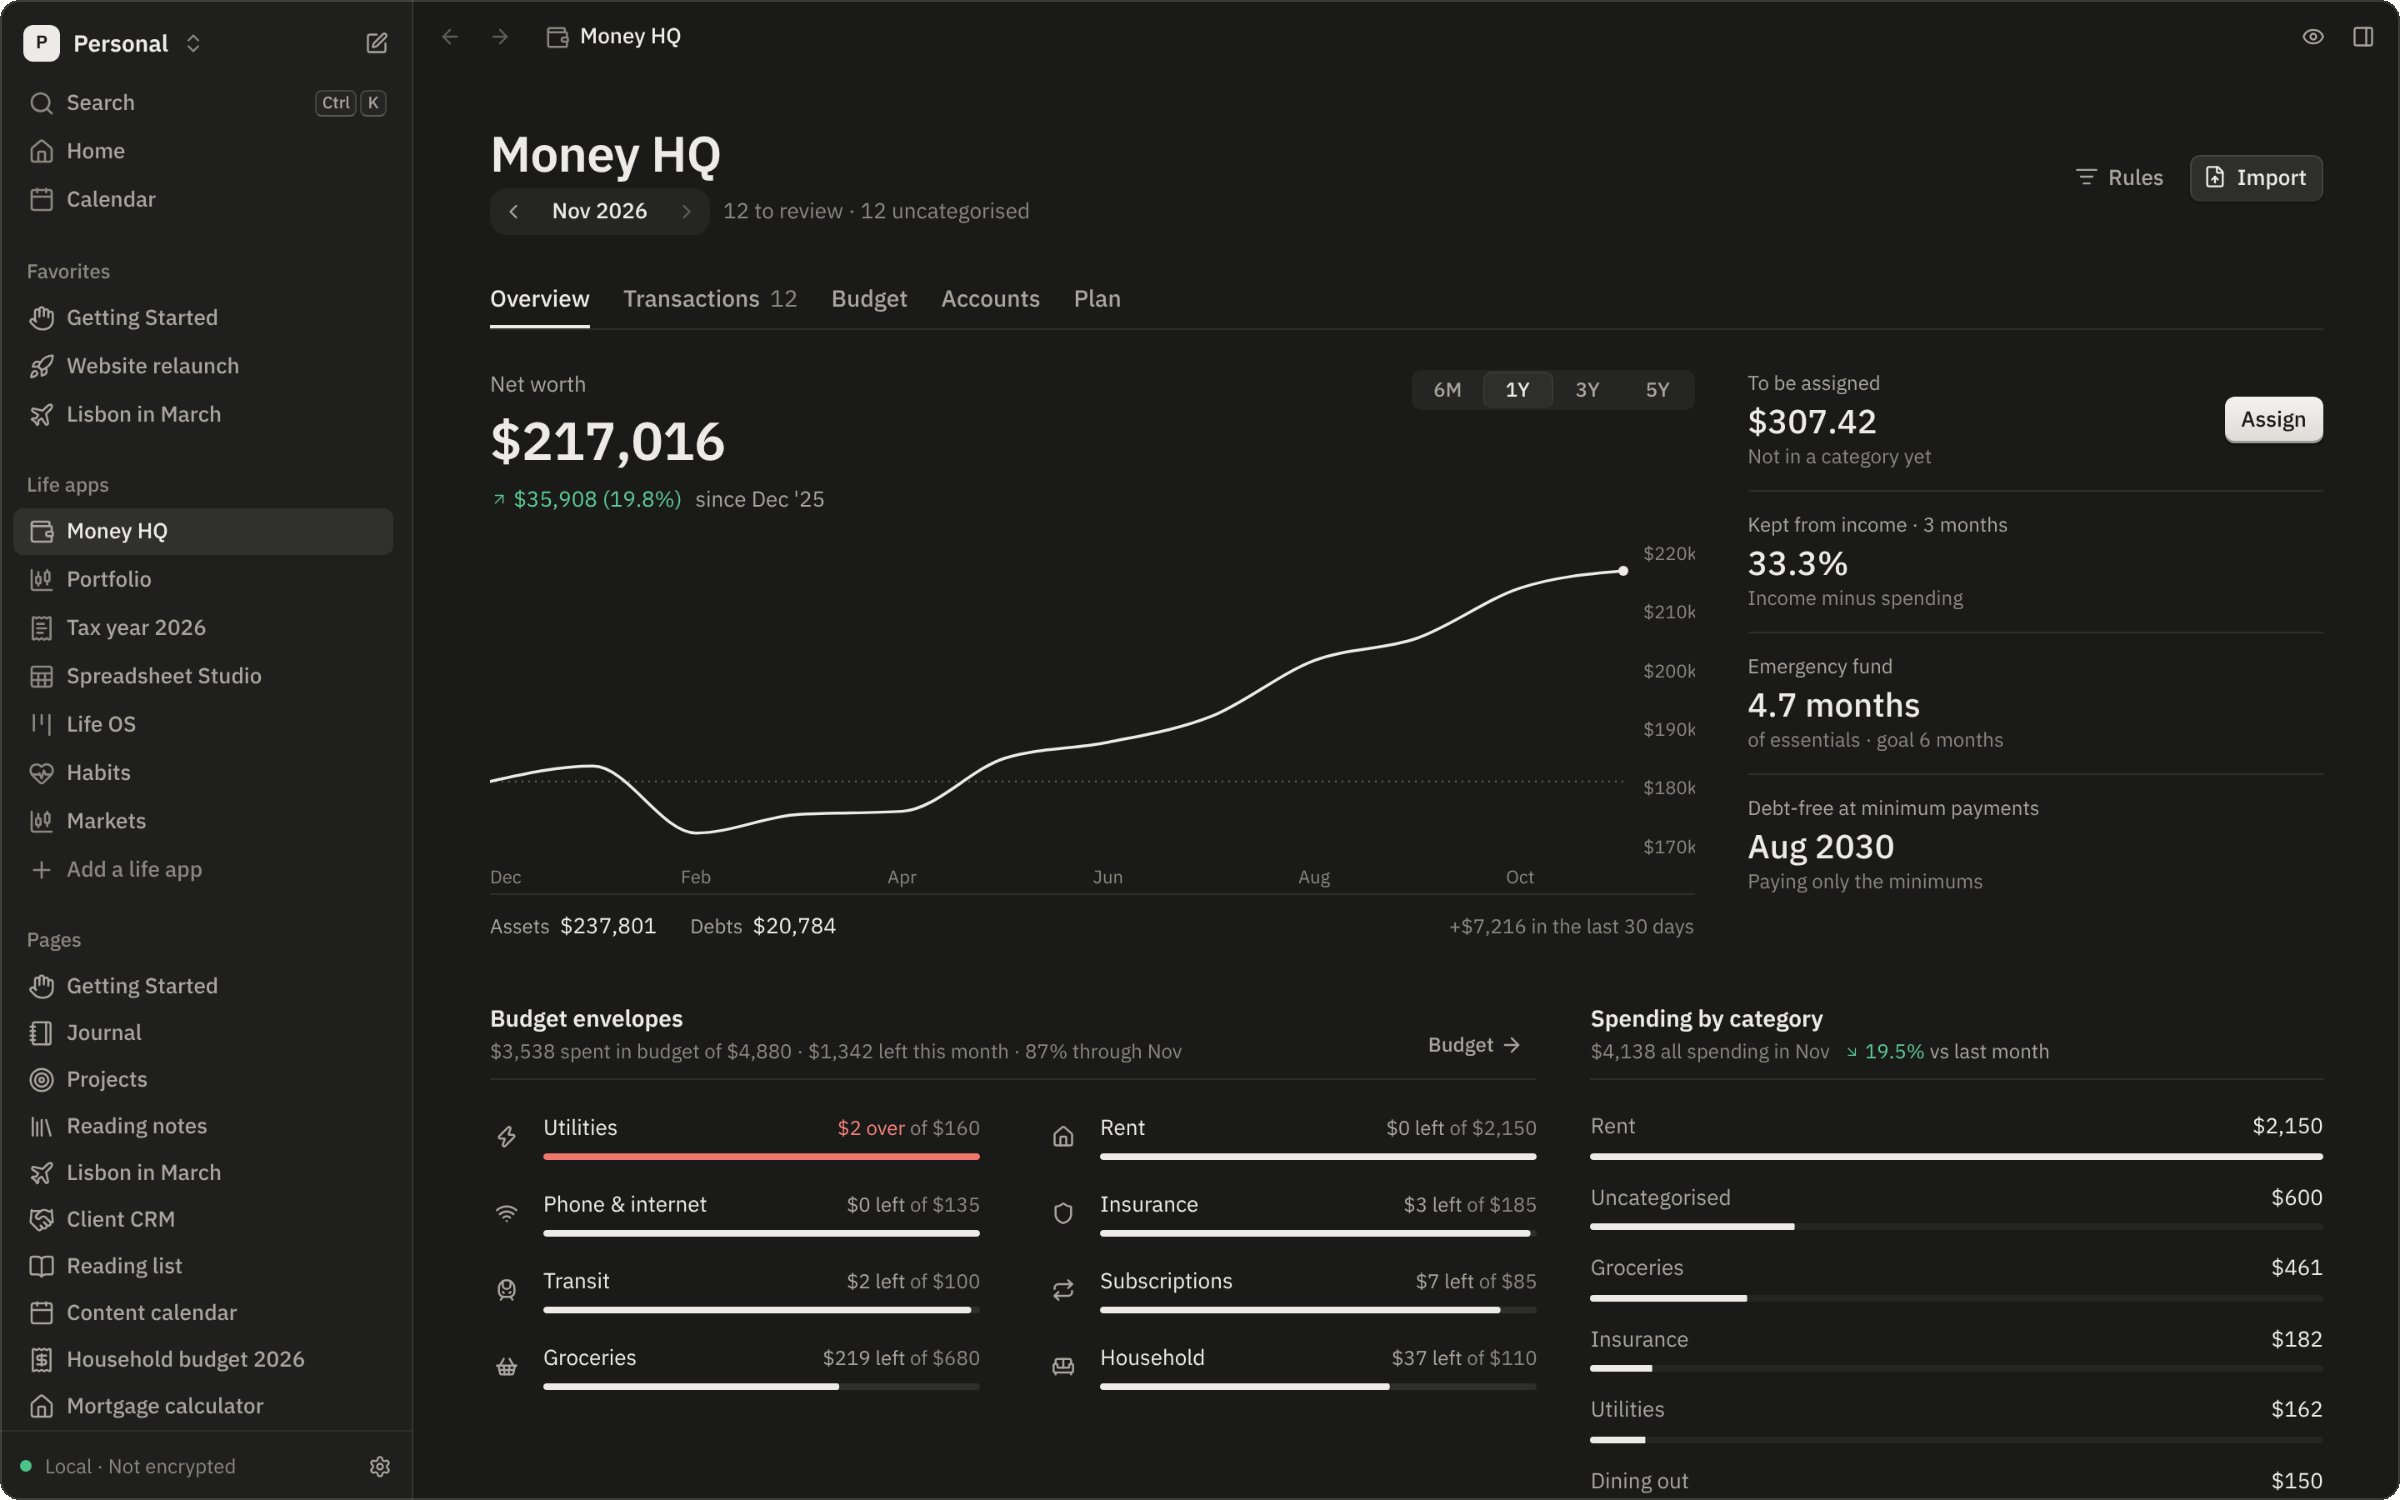 P Personal
Search Ctrl K
Home
Calendar
Favorites
Getting Started
Website relaunch
Lisbon in March
Life apps
Money HQ
Portfolio
Tax year 2026
Spreadsheet Studio
Life OS
Habits
Markets
Add a life app
Pages
Getting Started
Journal
Projects
Reading notes
Lisbon in March
Client CRM
Reading list
Content calendar
Household budget 2026
Mortgage calculator
Local · Not encrypted
Money HQ
Money HQ
Nov 2026 12 to review · 12 uncategorised
Rules Import
Overview Transactions 12 Budget Accounts Plan
Net worth
$217,016
$35,908 (19.8%) since Dec '25
6M 1Y 3Y 5Y
$220k
$210k
$200k
$190k
$180k
$170k
Dec Feb Apr Jun Aug Oct
Assets $237,801 Debts $20,784 +$7,216 in the last 30 days
To be assigned
$307.42
Not in a category yet
Assign
Kept from income · 3 months
33.3%
Income minus spending
Emergency fund
4.7 months
of essentials · goal 6 months
Debt-free at minimum payments
Aug 2030
Paying only the minimums
Budget envelopes
$3,538 spent in budget of $4,880 · $1,342 left this month · 87% through Nov
Budget
Utilities $2 over of $160
Rent $0 left of $2,150
Phone & internet $0 left of $135
Insurance $3 left of $185
Transit $2 left of $100
Subscriptions $7 left of $85
Groceries $219 left of $680
Household $37 left of $110
Spending by category
$4,138 all spending in Nov 19.5% vs last month
Rent $2,150
Uncategorised $600
Groceries $461
Insurance $182
Utilities $162
Dining out $150